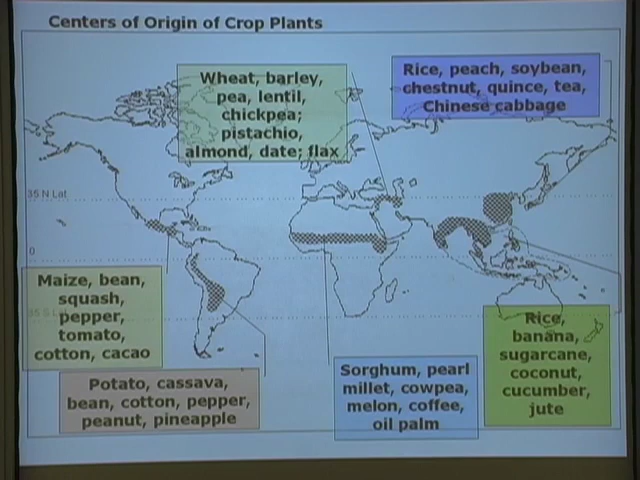 Centers of Origin of Crop Plants
Wheat, barley,
pea, lentil,
chickpea;
pistachio,
almond, date; flax
Rice, peach, soybean,
chestnut, quince, tea,
Chinese cabbage
35 N Lat
0
Maize, bean,
squash,
pepper,
tomato,
cotton, cacao
Potato, cassava,
bean, cotton, pepper,
peanut, pineapple
Sorghum, pearl
millet, cowpea,
melon, coffee,
oil palm
Rice,
banana,
sugarcane,
coconut,
cucumber,
jute